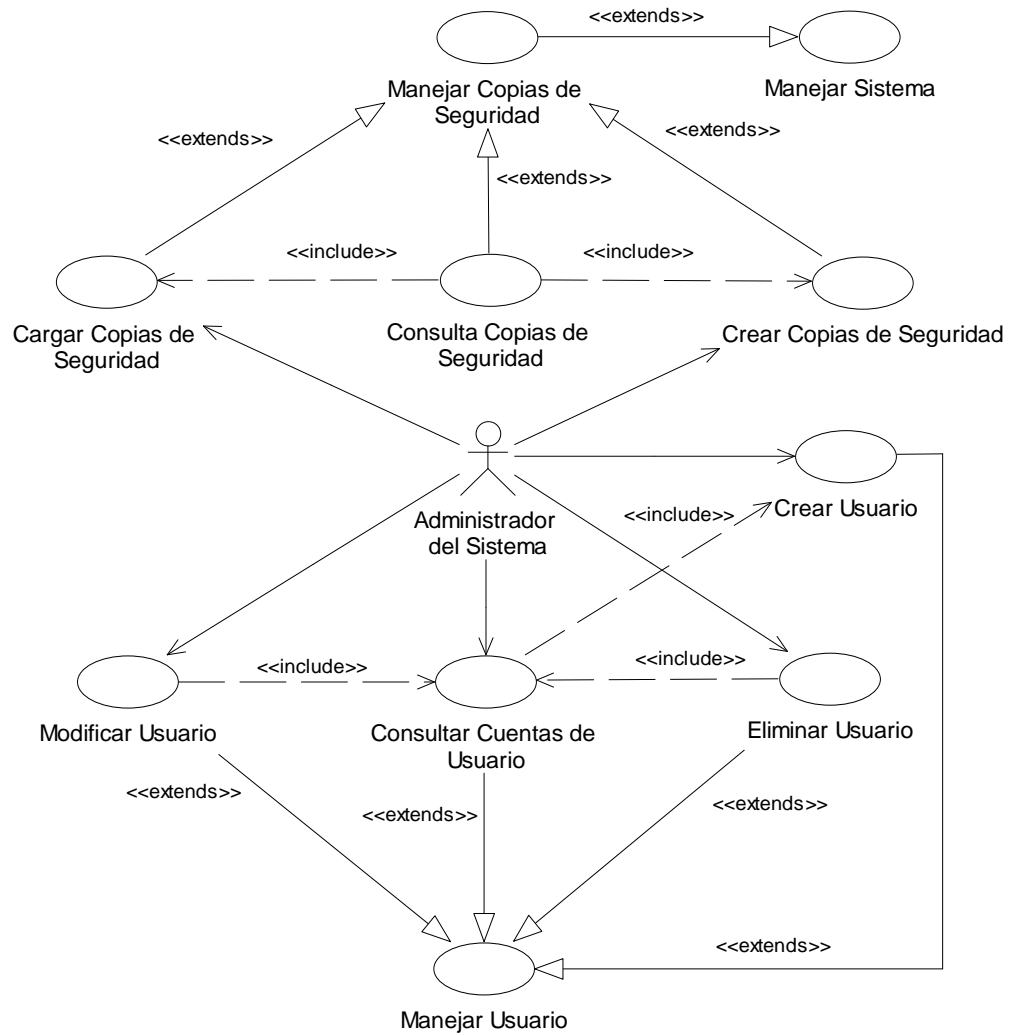 <<extends>>
Manejar Copias de
Seguridad
Manejar Sistema
<<extends>>
<<extends>>
<<extends>>
<<include>>
<<include>>
Cargar Copias de
Seguridad
Consulta Copias de
Seguridad
Crear Copias de Seguridad
Administrador
del Sistema
<<include>>
Crear Usuario
<<include>>
<<include>>
Modificar Usuario
Consultar Cuentas de
Usuario
Eliminar Usuario
<<extends>>
<<extends>>
<<extends>>
<<extends>>
Manejar Usuario